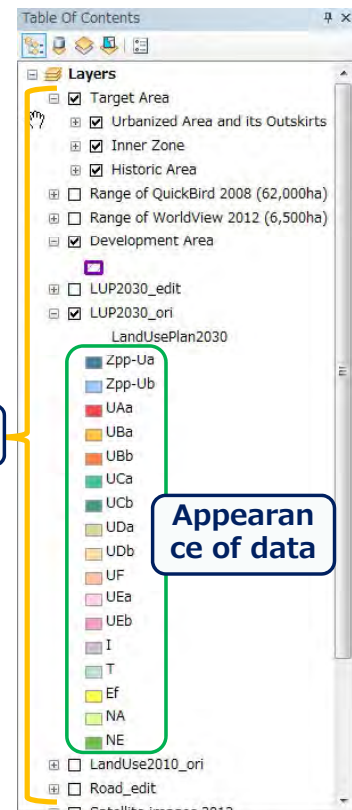 Table Of Contents
Layers
Target Area
Urbanized Area and its Outskirts
Inner Zone
Historic Area
Range of QuickBird 2008 (62,000ha)
Range of WorldView 2012 (6,500ha)
Development Area
LUP2030_edit
LUP2030_ori
LandUsePlan2030
Zpp-Ua
Zpp-Ub
UAa
UBa
UBb
UCa
UCb
UDa
UDb
UF
UEa
UEb
I
T
Ef
NA
NE
Appearan
ce of data
LandUse2010_ori
Road_edit